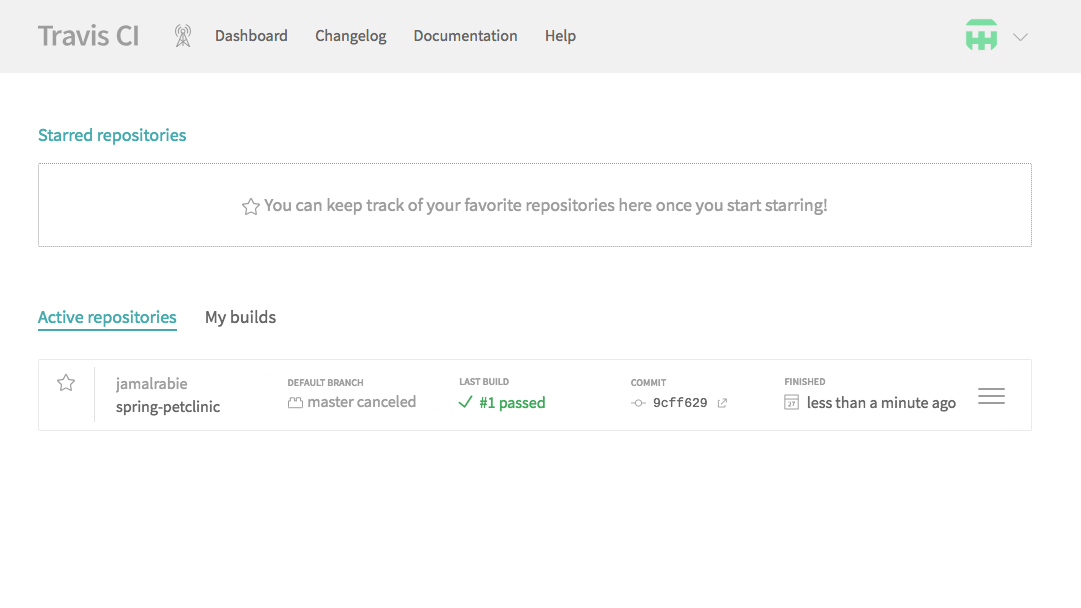 Travis CI Dashboard Changelog Documentation Help
Starred repositories
You can keep track of your favorite repositories here once you start starring!
Active repositories My builds
jamalrabie
spring-petclinic
DEFAULT BRANCH
master canceled
LAST BUILD
#1 passed
COMMIT
9cff629
FINISHED
27
less than a minute ago